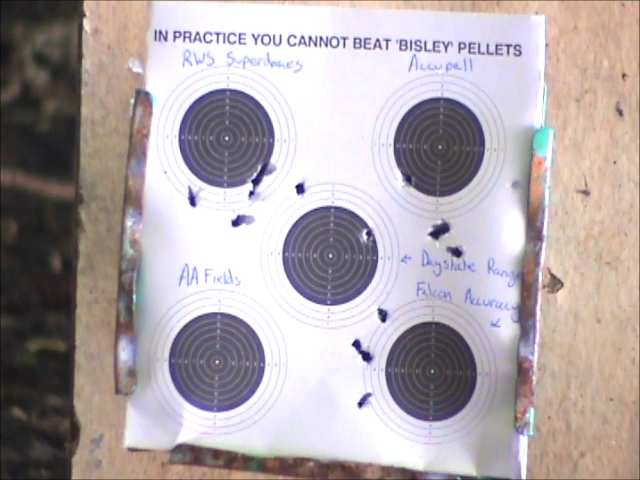 IN PRACTICE YOU CANNOT BEAT 'BISLEY' PELLETS
RWS Superdomes
Accupell
AA Fields
← Daystate Range
Falcon Accuracy